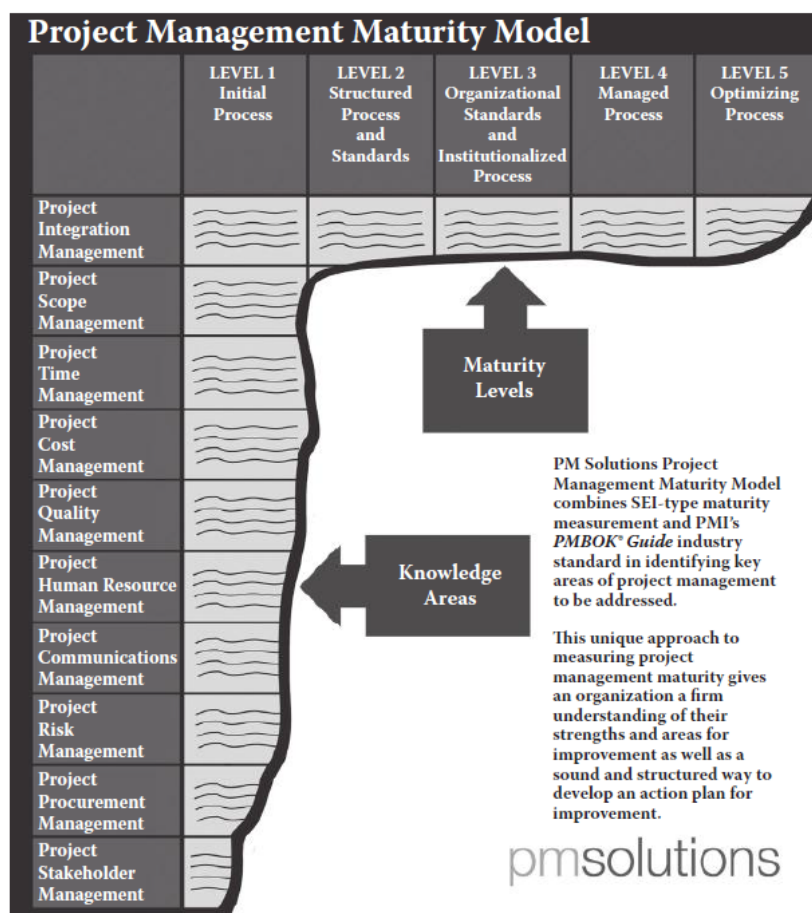 Project Management Maturity Model
LEVEL 1
Initial
Process
LEVEL 2
Structured
Process
and
Standards
LEVEL 3
Organizational
Standards
and
Institutionalized
Process
LEVEL 4
Managed
Process
LEVEL 5
Optimizing
Process
Project
Integration
Management
Project
Scope
Management
Project
Time
Management
Project
Cost
Management
Project
Quality
Management
Project
Human Resource
Management
Project
Communications
Management
Project
Risk
Management
Project
Procurement
Management
Project
Stakeholder
Management
Maturity
Levels
Knowledge
Areas
PM Solutions Project
Management Maturity Model
combines SEI-type maturity
measurement and PMI’s
PMBOK® Guide industry
standard in identifying key
areas of project management
to be addressed.
This unique approach to
measuring project
management maturity gives
an organization a firm
understanding of their
strengths and areas for
improvement as well as a
sound and structured way to
develop an action plan for
improvement.
pmsolutions